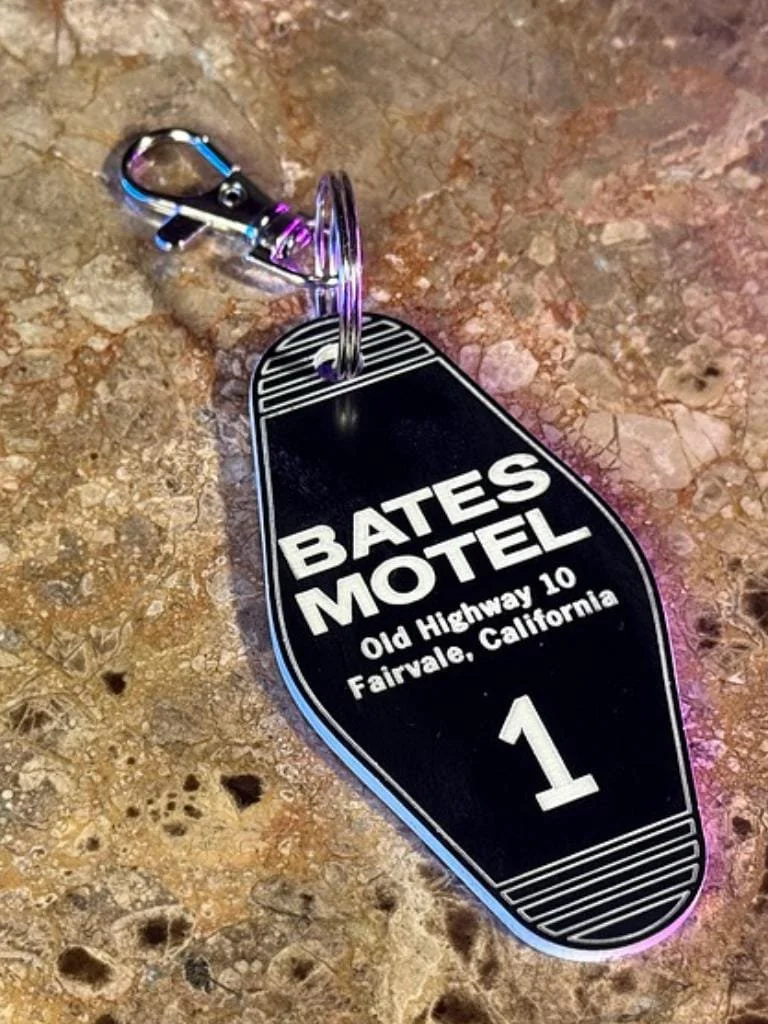 BATES
MOTEL
Old Highway 10
Fairvale, California
1